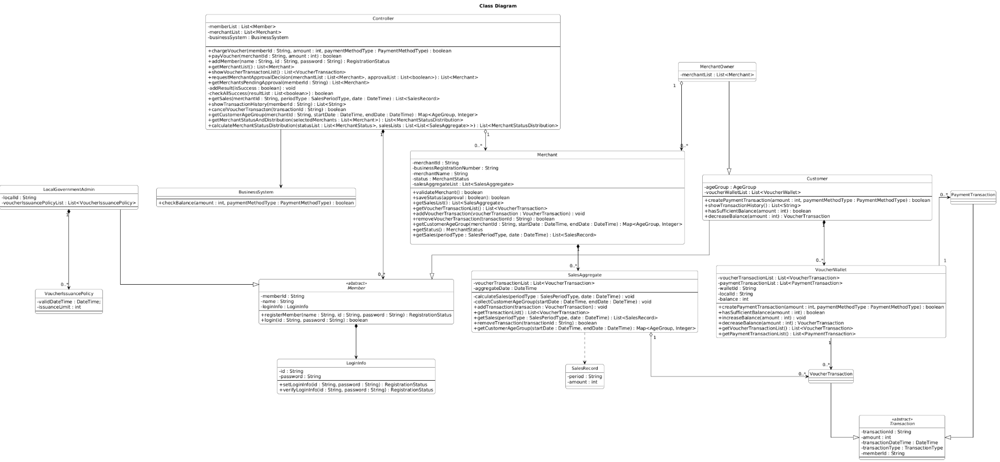 Class Diagram
Controller
-memberList : List<Member>
-merchantList : List<Merchant>
-businessSystem : BusinessSystem
+chargeVoucher(memberId : String, amount : int, paymentMethodType : PaymentMethodType) : boolean
+payVoucher(merchantId : String, amount : int) : boolean
+addMember(name : String, id : String, password : String) : RegistrationStatus
+getMerchantList() : List<Merchant>
+showVoucherTransactonList() : List<VoucherTransaction>
+requestMerchantApprovalDecision(merchantList : List<Merchant>, approvalList : List<boolean>) : List<Merchant>
+getMerchantsPendingApproval(memberId : String) : List<Merchant>
-addResult(isSuccess : boolean) : void
-checkAllSuccess(resultList : List<boolean>) : boolean
+getSales(merchantId : String, periodType : SalesPeriodType, date : DateTime) : List<SalesRecord>
+showTransactionHistory(memberId : String) : List<String>
+cancelVoucherTransacton(transactionId : String) : boolean
+getCustomerAgeGroup(merchantId : String, startDate : DateTime, endDate : DateTime) : Map<AgeGroup, Integer>
+getMerchantStatusAndDistribution(selectedMerchants : List<Merchant>) : List<MerchantStatusDistribution>
+calculateMerchantStatusDistribution(statusList : List<MerchantStatus>, salesLists : List<List<SalesAggregate>>) : List<MerchantStatusDistribution>
1
1
0..*
MerchantOwner
-merchantList : List<Merchant>
1
0..*
Merchant
-merchantId : String
-businessRegistrationNumber : String
-merchantName : String
-status : MerchantStatus
-salesAggregateList : List<SalesAggregate>
+validateMerchant() : boolean
+saveStatus(approval : boolean): boolean
+getSalesList() : List<SalesAggregate>
+getVoucherTransactionList() : List<VoucherTransaction>
+addVoucherTransaction(voucherTransaction : VoucherTransaction) : void
+removeVoucherTransaction(transactionId : String) : boolean
+getCustomerAgeGroup(merchantId : String, startDate : DateTime, endDate : DateTime) : Map<AgeGroup, Integer>
+getStatus() : MerchantStatus
+getSales(periodType : SalesPeriodType, date : DateTime) : List<SalesRecord>
1
0..*
Customer
-ageGroup : AgeGroup
-voucherWalletList : List<VoucherWallet>
+createPaymentTransaction(amount : int, paymentMethodType : PaymentMethodType) : boolean
+showTransactionHistory() : List<String>
+hasSufficientBalance(amount : int) : boolean
+decreaseBalance(amount : int) : VoucherTransaction
1
0..*
0..*
PaymentTransaction
1
LocalGovernmentAdmin
-localId : String
-voucherIssuancePolicyList : List<VoucherIssuancePolicy>
1
0..*
BusinessSystem
+checkBalance(amount : int, paymentMethodType : PaymentMethodType) : boolean
VoucherIssuancePolicy
-validDateTime : DateTime;
-issuanceLimit : int
0..*
«abstract»
Member
-memberId : String
-name : String
-loginInfo : LoginInfo
+registerMember(name : String, id : String, password : String) : RegistrationStatus
+login(id : String, password : String) : boolean
SalesAggregate
-voucherTransactionList : List<VoucherTransaction>
-aggregateDate : DateTime
-calculateSales(periodType : SalesPeriodType, date : DateTime) : void
-collectCustomerAgeGroup(startDate : DateTime, endDate : DateTime) : void
+addTransaction(transaction : VoucherTransaction) : void
+getTransactionList() : List<VoucherTransaction>
+getSales(periodType : SalesPeriodType, date : DateTime) : List<SalesRecord>
+removeTransaction(transactionId : String) : boolean
+getCustomerAgeGroup(startDate : DateTime, endDate : DateTime) : Map<AgeGroup, Integer>
1
0..*
VoucherWallet
-voucherTransactionList : List<VoucherTransaction>
-paymentTransactionList : List<PaymentTransaction>
-walletId : String
-localId : String
-balance : int
+createPaymentTransaction(amount : int, paymentMethodType : PaymentMethodType) : boolean
+hasSufficientBalance(amount : int) : boolean
+increaseBalance(amount : int) : void
+decreaseBalance(amount : int) : VoucherTransaction
+getVoucherTransactionList() : List<VoucherTransaction>
+getPaymentTransactionList() : List<PaymentTransaction>
1
0..*
LoginInfo
-id : String
-password : String
+setLoginInfo(id : String, password : String) : RegistrationStatus
+verifyLoginInfo(id : String, password : String) : RegistrationStatus
SalesRecord
-period : String
-amount : int
VoucherTransaction
«abstract»
Transaction
-transactionId : String
-amount : int
-transactionDateTime : DateTime
-transactionType : TransactionType
-memberId : String